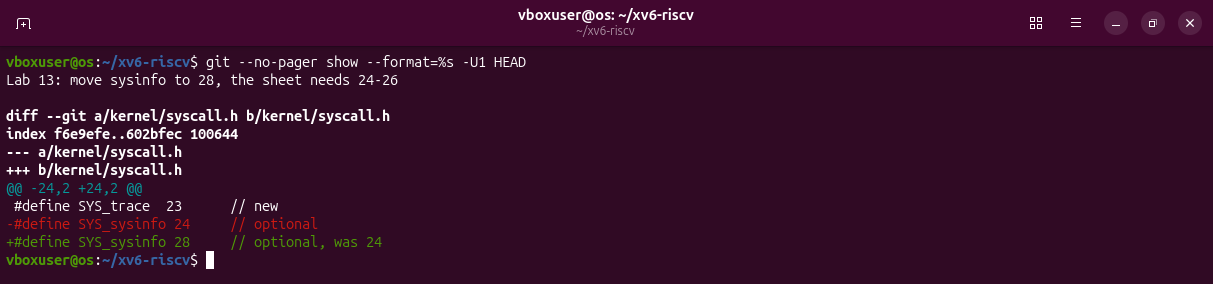 vboxuser@os: ~/xv6-riscv
~/xv6-riscv
vboxuser@os:~/xv6-riscv$ git --no-pager show --format=%s -U1 HEAD
Lab 13: move sysinfo to 28, the sheet needs 24-26

diff --git a/kernel/syscall.h b/kernel/syscall.h
index f6e9efe..602bfec 100644
--- a/kernel/syscall.h
+++ b/kernel/syscall.h
@@ -24,2 +24,2 @@
 #define SYS_trace  23      // new
-#define SYS_sysinfo 24     // optional
+#define SYS_sysinfo 28     // optional, was 24
vboxuser@os:~/xv6-riscv$